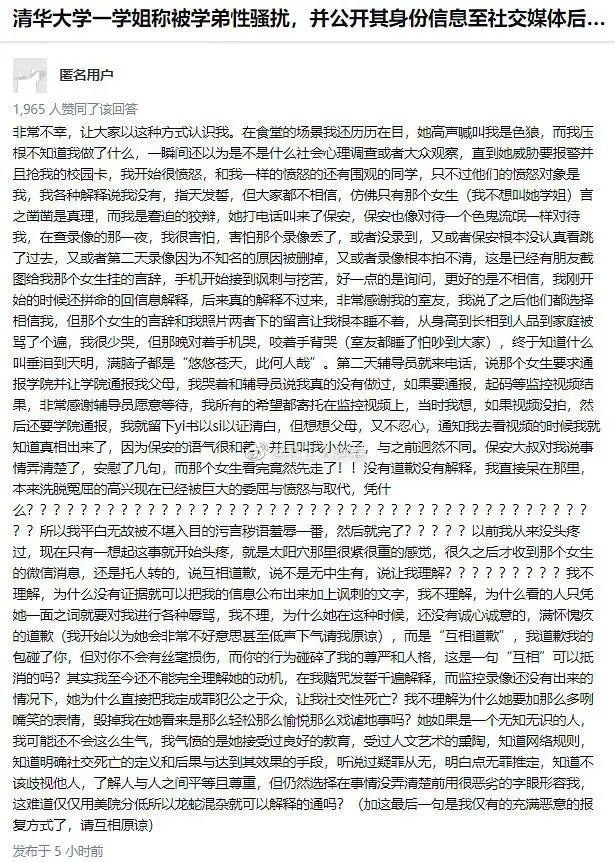 清华大学一学姐称被学弟性骚扰，并公开其身份信息至社交媒体后...
匿名用户
1,965 人赞同了该回答
非常不幸，让大家以这种方式认识我。在食堂的场景我还历历在目，她高声喊叫我是色狼，而我压
根不知道我做了什么，一瞬间还以为是不是什么社会心理调查或者大众观察，直到她威胁要报警并
且抢我的校园卡，我开始很愤怒，和我一样的愤怒的还有围观的同学，只不过他们的愤怒对象是
我，我各种解释说我没有，指天发誓，但大家都不相信，仿佛只有那个女生（我不想叫她学姐）言
之凿凿是真理，而我是窘迫的狡辩，她打电话叫来了保安，保安也像对待一个色鬼流氓一样对待
我，在查录像的那一夜，我很害怕，害怕那个录像丢了，或者没录到，又或者保安根本没认真看跳
了过去，又或者第二天录像因为不知名的原因被删掉，又或者录像根本拍不清，这是已经有朋友截
图给我那个女生挂的言辞，手机开始接到讽刺与挖苦，好一点的是询问，更好的是不相信，我刚开
始的时候还拼命的回信息解释，后来真的解释不过来，非常感谢我的室友，我说了之后他们都选择
相信我，但那个女生的言辞和我照片两者下的留言让我根本睡不着，从身高到长相到人品到家庭被
骂了个遍，我很少哭，但那晚对着手机哭，咬着手背哭（室友都睡了怕吵到大家），终于知道什么
叫垂泪到天明，满脑子都是“悠悠苍天，此何人哉”。第二天辅导员就来电话，说那个女生要求通
报学院并让学院通报我父母，我哭着和辅导员说我真的没有做过，如果要通报，起码等监控视频结
果，非常感谢辅导员愿意等待，我所有的希望都寄托在监控视频上，当时我想，如果视频没拍，然
后还要学院通报，我就留下yi书以si以证清白，但想想父母，又不忍心，通知我去看视频的时候我就
知道真相出来了，因为保安的语气很和蔼，并且叫我小伙子，与之前迥然不同。保安大叔对我说事
情弄清楚了，安慰了几句，而那个女生看完竟然先走了！！没有道歉没有解释，我直接呆在那里，
本来洗脱冤屈的高兴现在已经被巨大的委屈与愤怒与取代，凭什
么？？？？？？？？？？？？？？？？？？？？？？？？？？？？？？？？？？？？？？？？
？？所以我平白无故被不堪入目的污言秽语羞辱一番，然后就完了？？？？？以前我从来没头疼
过，现在只有一想起这事就开始头疼，就是太阳穴那里很紧很重的感觉，很久之后才收到那个女生
的微信消息，还是托人转的，说互相道歉，说不是无中生有，说让我理解？？？？？？？？？我不
理解，为什么没有证据就可以把我的信息公布出来加上讽刺的文字，我不理解，为什么看的人只凭
她一面之词就要对我进行各种辱骂，我不理，为什么她在这种时候，还没有诚心诚意的，满怀愧疚
的道歉（我开始以为她会非常不好意思甚至低声下气请我原谅），而是“互相道歉”，我道歉我的
包碰了你，但对你不会有丝毫损伤，而你的行为碰碎了我的尊严和人格，这是一句“互相”可以抵
消的吗？其实我至今还不能完全理解她的动机，在我赌咒发誓千遍解释，而监控录像还没有出来的
情况下，她为什么直接把我定成罪犯公之于众，让我社交性死亡？我不理解为什么她要加那么多咧
嘴笑的表情，毁掉我在她看来是那么轻松那么愉悦那么戏谑地事吗？她如果是一个无知无识的人，
我可能还不会这么生气，我气愤的是她接受过良好的教育，受过人文艺术的熏陶，知道网络规则，
知道明确社交死亡的定义和后果与达到其效果的手段，听说过疑罪从无，明白点无罪推定，知道不
该歧视他人，了解人与人之间平等且尊重，但仍然选择在事情没弄清楚前用很恶劣的字眼形容我，
这难道仅仅用美院分低所以龙蛇混杂就可以解释的通吗？（加这最后一句是我仅有的充满恶意的报
复方式了，请互相原谅）
发布于 5 小时前